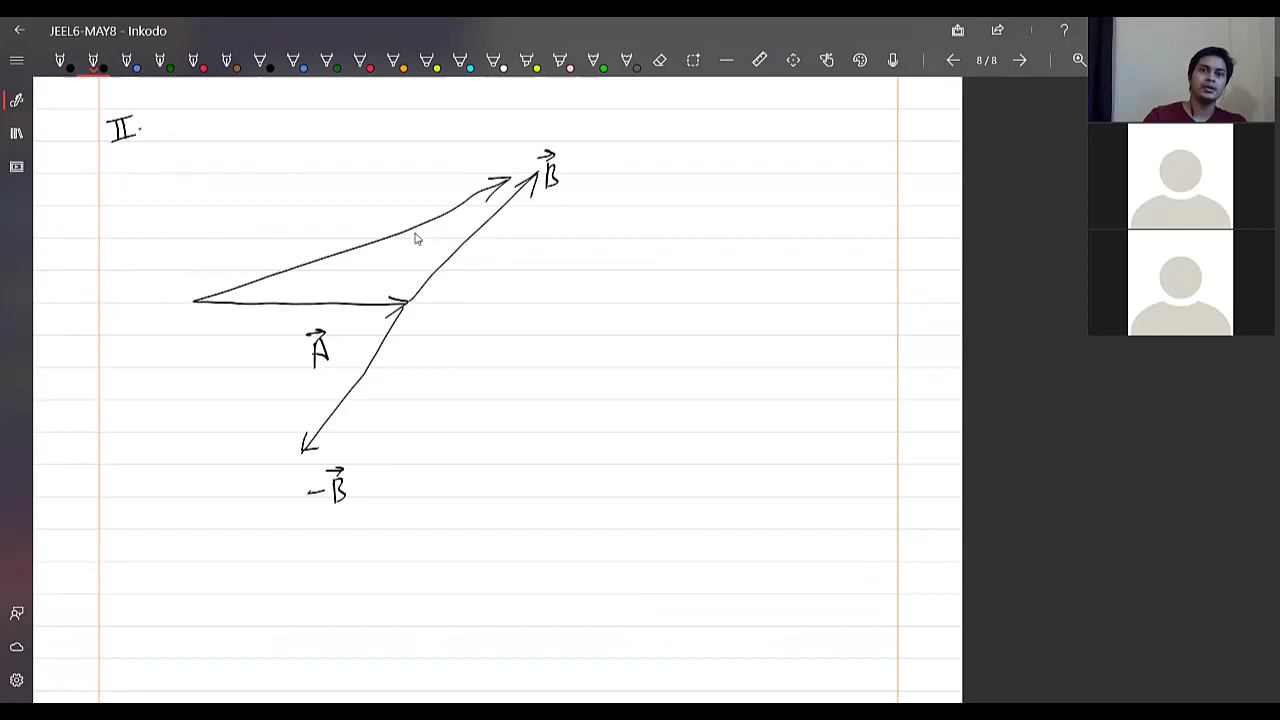 JEEL6-MAY8 - Inkodo
8/8
II.
B⃗
A⃗
-B⃗